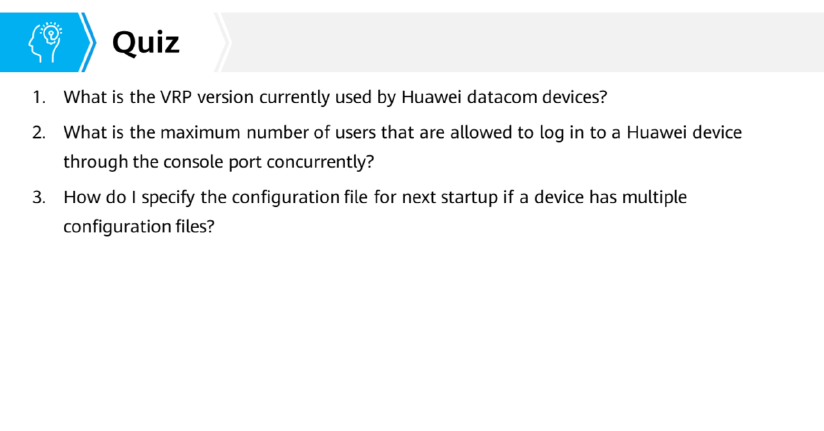 Quiz
1. What is the VRP version currently used by Huawei datacom devices?
2. What is the maximum number of users that are allowed to log in to a Huawei device
through the console port concurrently?
3. How do I specify the configuration file for next startup if a device has multiple
configuration files?